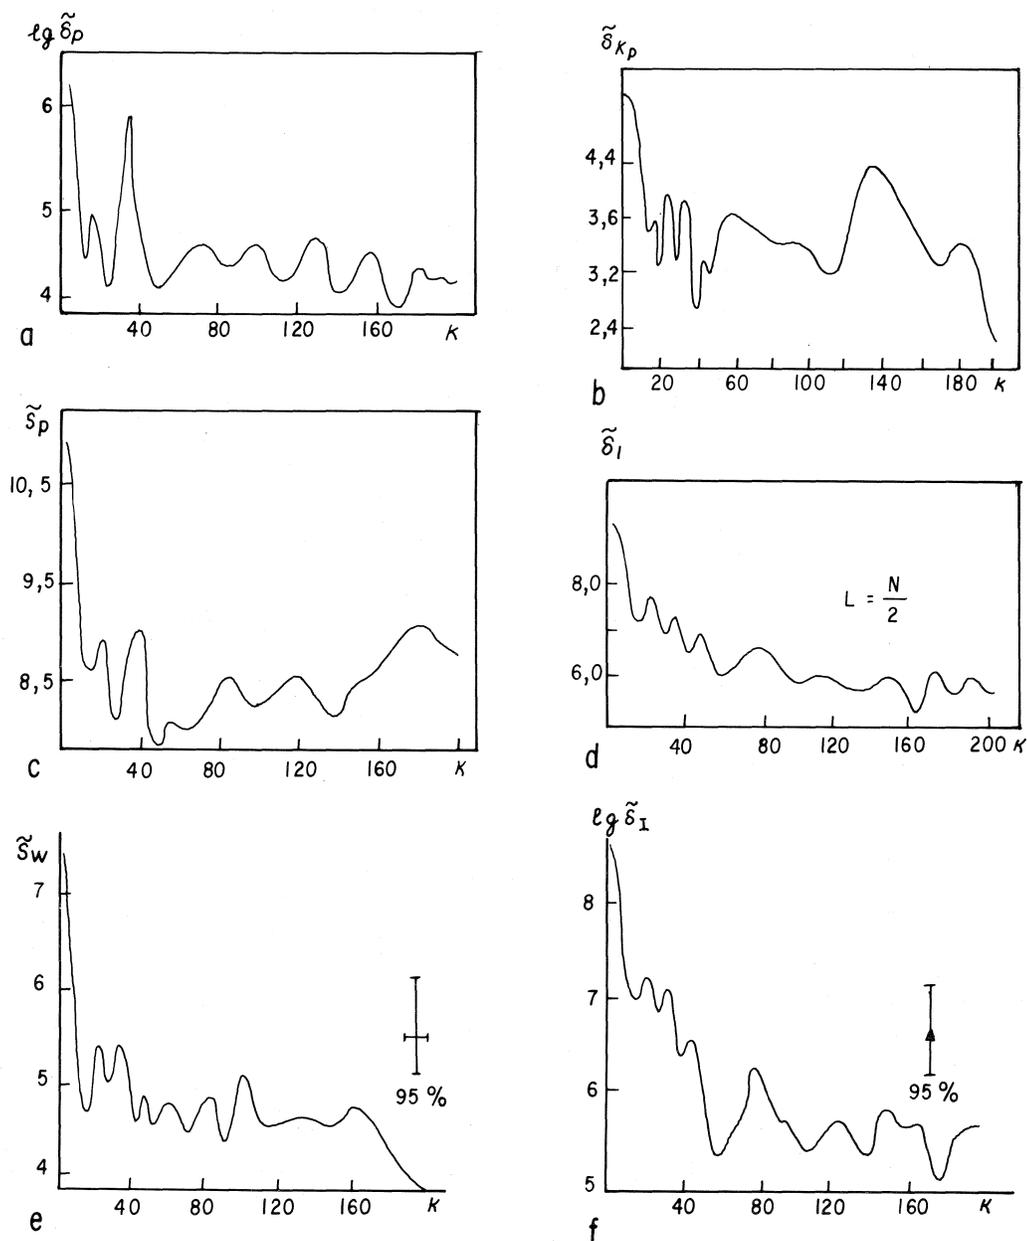 lg δ̃p
6
5
4
40 80 120 160 K
a
δ̃Kp
4,4
3,6
3,2
2,4
20 60 100 140 180 K
b
S̃p
10,5
9,5
8,5
40 80 120 160 K
c
δ̃1
8,0
6,0
L = N/2
40 80 120 160 200 K
d
S̃W
7
6
5
4
95 %
40 80 120 160 K
e
lg δ̃I
8
7
6
5
95 %
40 80 120 160 K
f